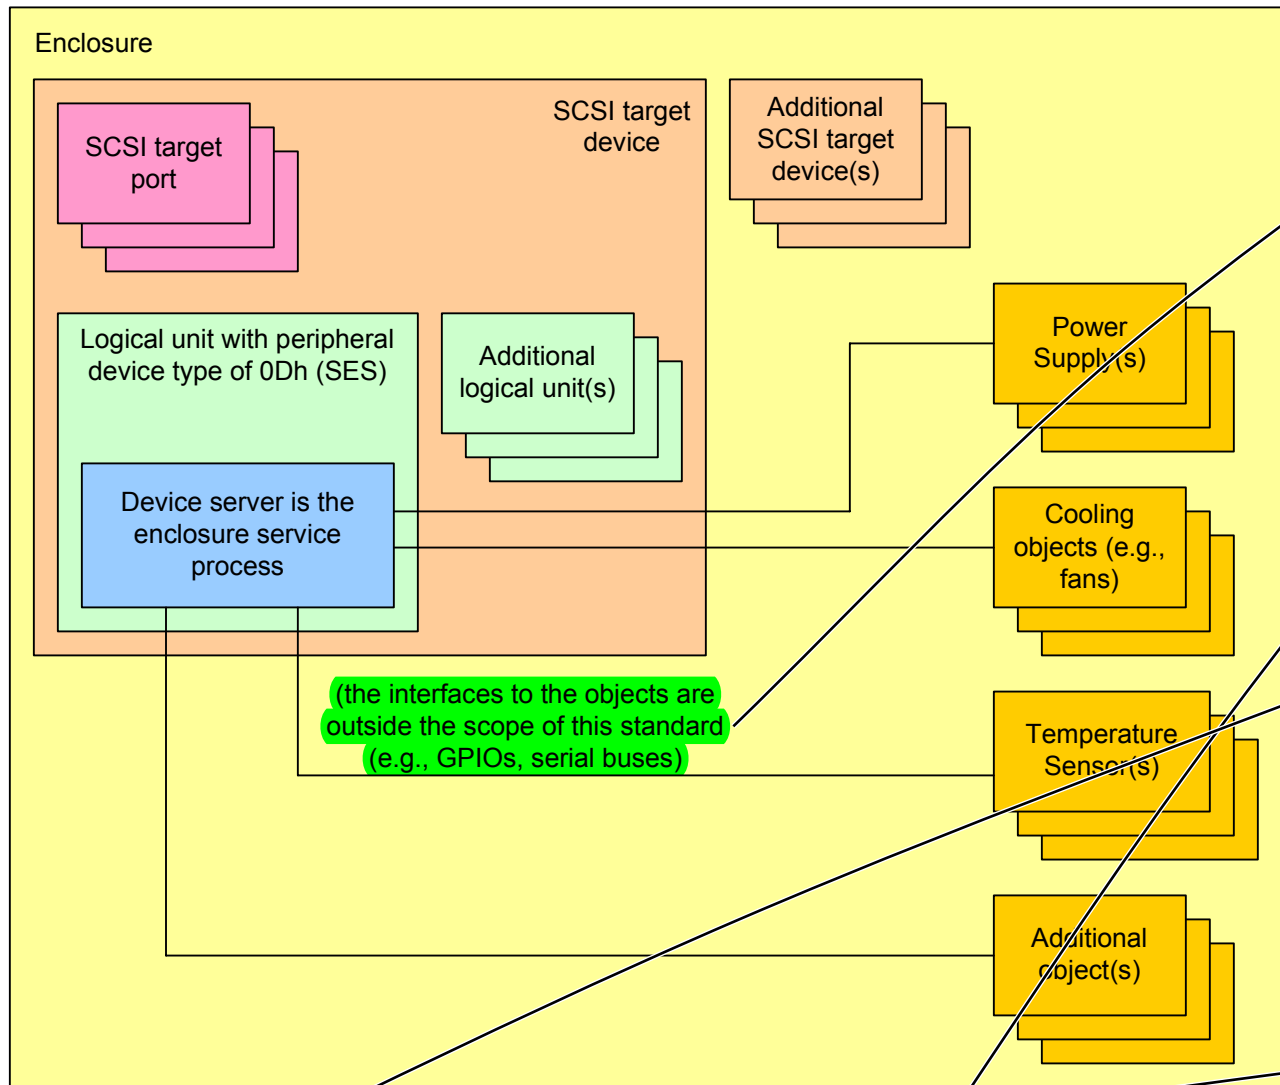 Enclosure
SCSI target
device
SCSI target
port
Additional
SCSI target
device(s)
Logical unit with peripheral
device type of 0Dh (SES)
Additional
logical unit(s)
Power
Supply(s)
Device server is the
enclosure service
process
Cooling
objects (e.g.,
fans)
(the interfaces to the objects are
outside the scope of this standard
(e.g., GPIOs, serial buses)
Temperature
Sensor(s)
Additional
object(s)